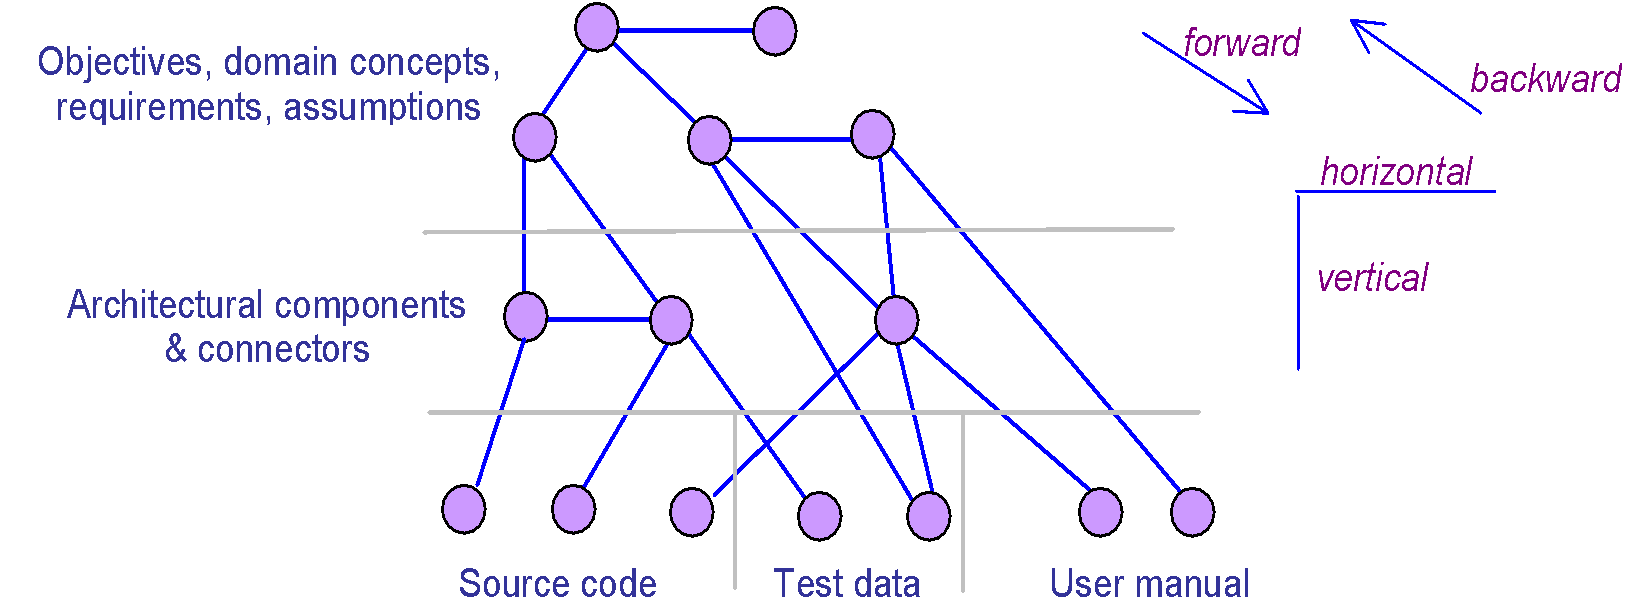 Objectives, domain concepts,
requirements, assumptions
forward
backward
horizontal
vertical
Architectural components
& connectors
Source code
Test data
User manual